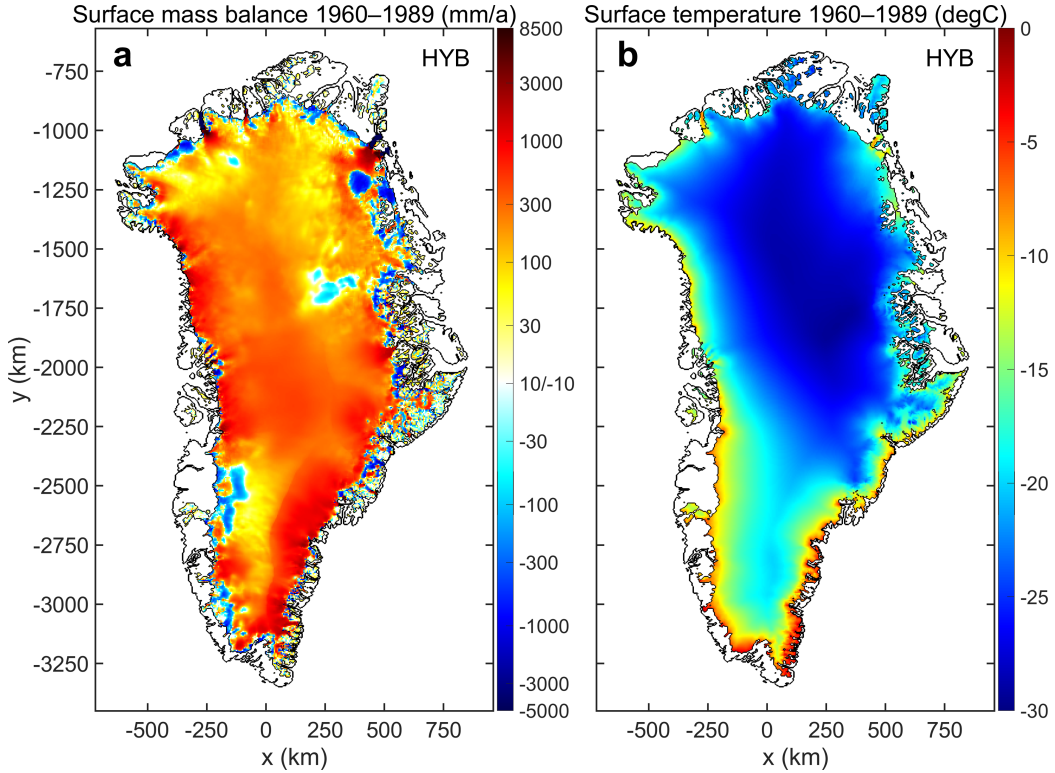 Surface mass balance 1960–1989 (mm/a)
a
HYB
-750
-1000
-1250
-1500
-1750
-2000
-2250
-2500
-2750
-3000
-3250
y (km)
-500 -250 0 250 500 750
x (km)
8500
3000
1000
300
100
30
10/-10
-30
-100
-300
-1000
-3000
-5000
Surface temperature 1960–1989 (degC)
b
HYB
-500 -250 0 250 500 750
x (km)
0
-5
-10
-15
-20
-25
-30